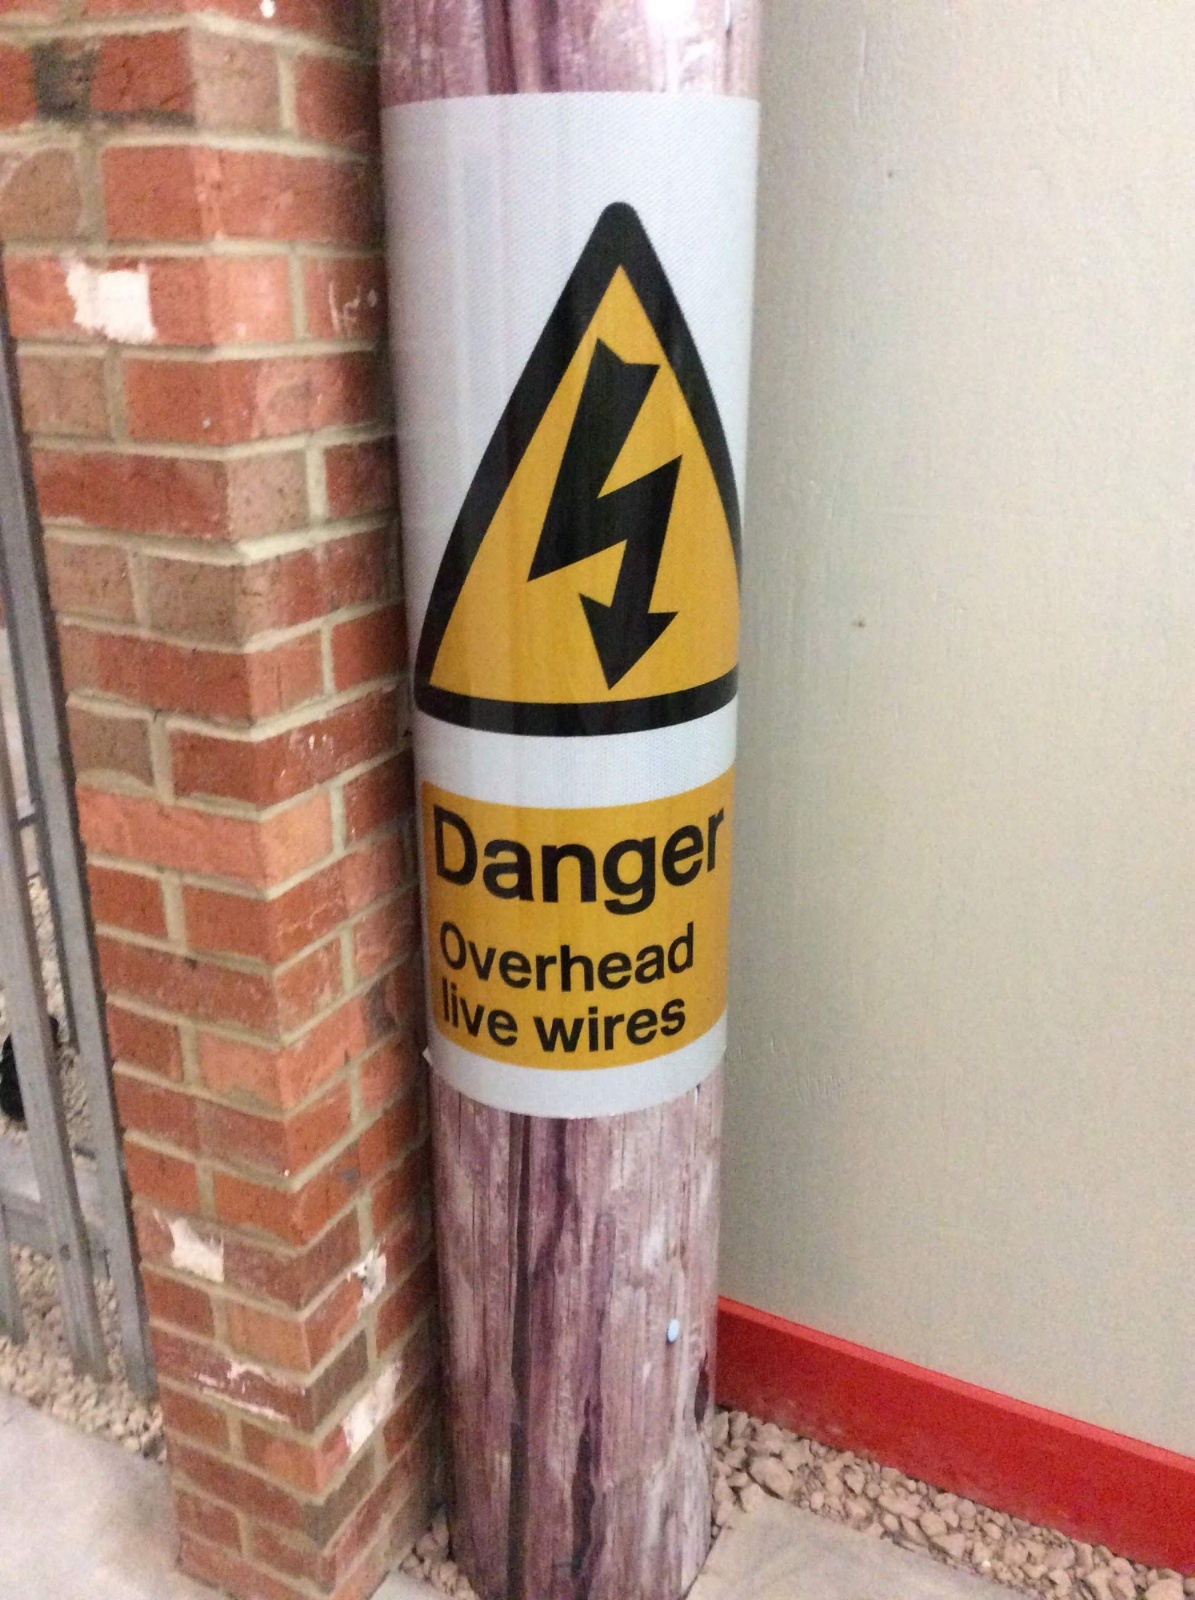 Danger
Overhead
live wires